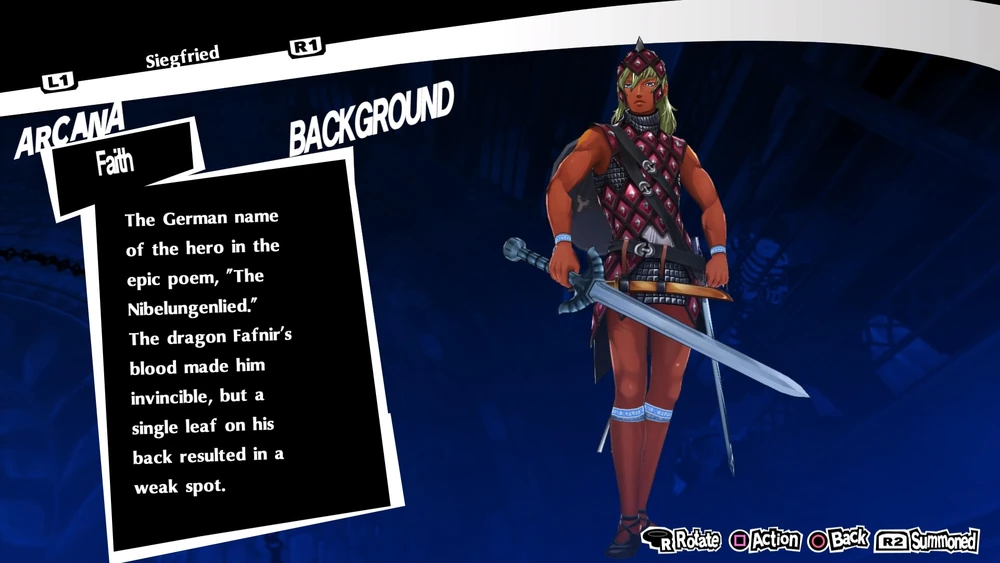 L1
Siegfried
R1
ARCANA
Faith
BACKGROUND
The German name
of the hero in the
epic poem, "The
Nibelungenlied."
The dragon Fafnir's
blood made him
invincible, but a
single leaf on his
back resulted in a
weak spot.
R Rotate Action Back R2 Summoned